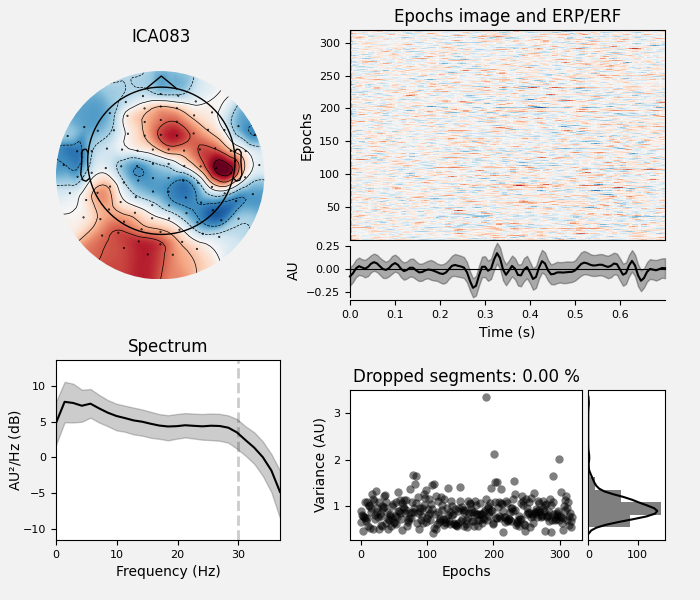 ICA083
Epochs image and ERP/ERF
Epochs
300
250
200
150
100
50
AU
0.25
0.00
−0.25
0.0 0.1 0.2 0.3 0.4 0.5 0.6
Time (s)
Spectrum
AU²/Hz (dB)
10
5
0
−5
−10
0 10 20 30
Frequency (Hz)
Dropped segments: 0.00 %
Variance (AU)
3
2
1
0 100 200 300
Epochs
0 100